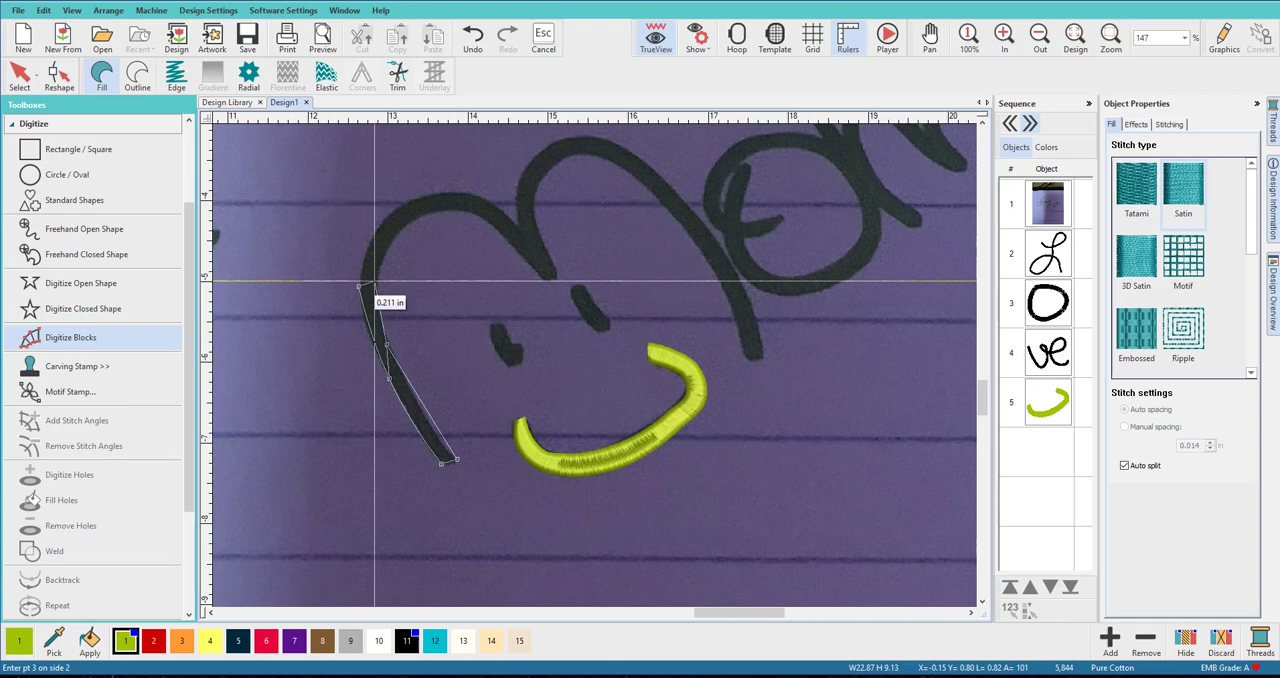 File Edit View Arrange Machine Design Settings Software Settings Window Help
New New From Open Recent Design Artwork Save Print Preview Cut Copy Paste Undo Redo Esc Cancel TrueView Show Hoop Template Grid Rulers Player Pan 1 100% In Out Design Zoom 147 % Graphics Convert
Select Reshape Fill Outline Edge Gradient Radial Florentine Elastic Corners Trim Underlay
Toolboxes
Digitize
Rectangle / Square
Circle / Oval
Standard Shapes
Freehand Open Shape
Freehand Closed Shape
Digitize Open Shape
Digitize Closed Shape
Digitize Blocks
Carving Stamp >>
Motif Stamp...
Add Stitch Angles
Remove Stitch Angles
Digitize Holes
Fill Holes
Remove Holes
Weld
Backtrack
Repeat
Design Library Design1
11 12 13 14 15 16 17 18 19 20
-4
-5
-6
-7
-8
-9
0.211 in
Sequence
Objects Colors
# Object
1
2
3
4
5
123
Object Properties
Fill Effects Stitching
Stitch type
Tatami Satin
3D Satin Motif
Embossed Ripple
Stitch settings
Auto spacing
Manual spacing:
0.014 in
Auto split
Threads
Design Information
Design Overview
1 Pick Apply 1 2 3 4 5 6 7 8 9 10 11 12 13 14 15 Add Remove Hide Discard Threads
Enter pt 3 on side 2 W22.87 H 9.13 X=-0.15 Y= 0.80 L= 0.82 A= 101 5,844 Pure Cotton EMB Grade: A